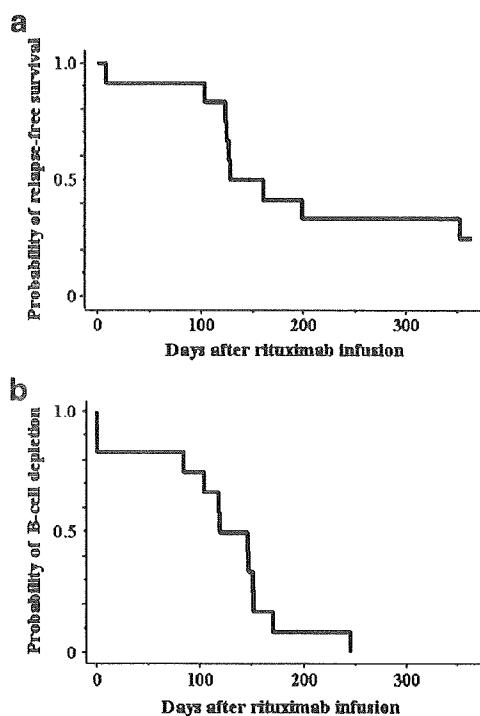 a
Probability of relapse-free survival
1.0
0.5
0
0
100
200
300
Days after rituximab infusion
b
Probability of B-cell depletion
1.0
0.5
0
0
100
200
300
Days after rituximab infusion